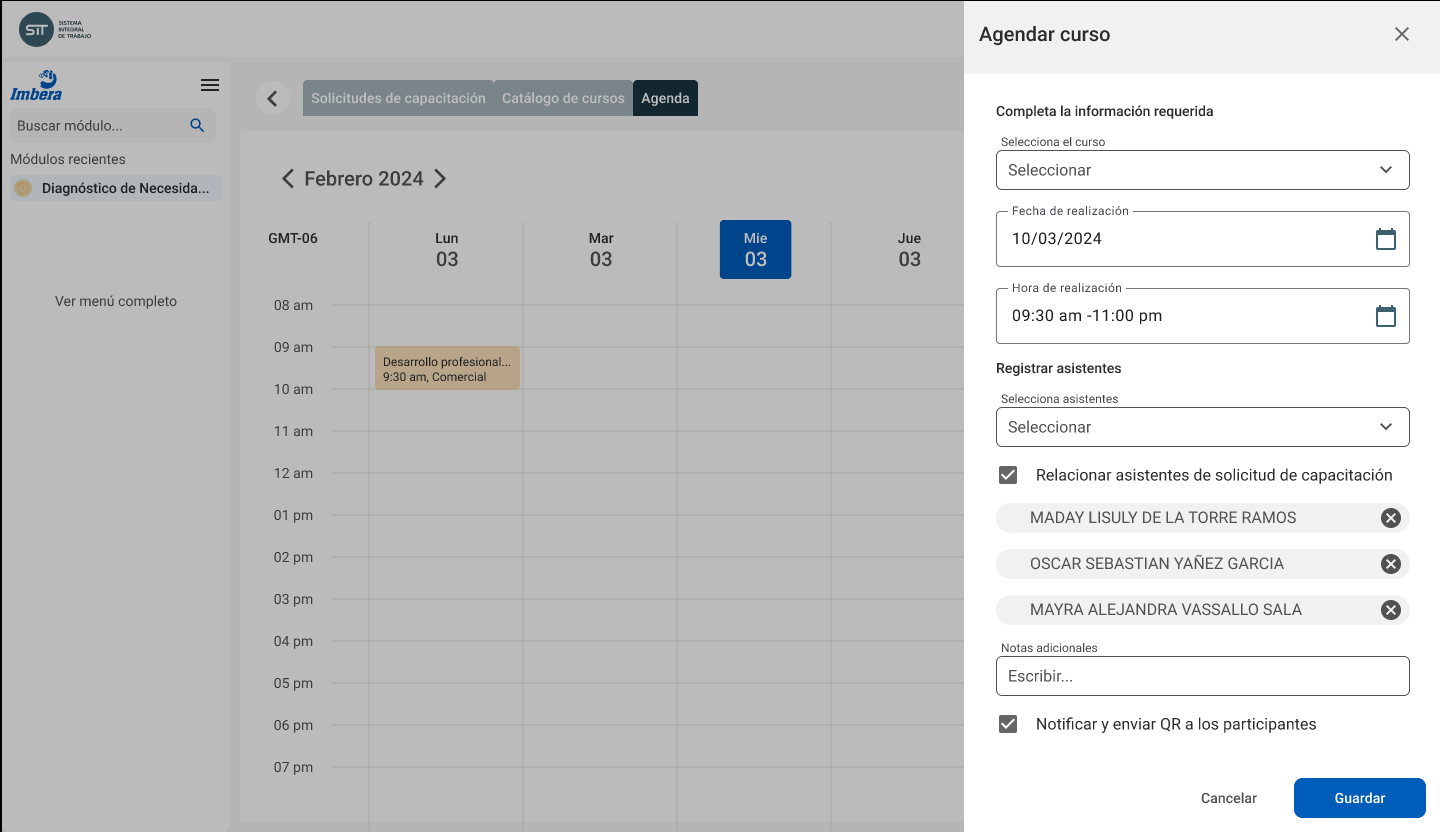 SiT
SISTEMA
INTEGRAL
DE TRABAJO
Imbera
Buscar módulo...
Módulos recientes
Diagnóstico de Necesida...
Ver menú completo
Solicitudes de capacitación
Catálogo de cursos
Agenda
Febrero 2024
GMT-06
Lun
03
Mar
03
Mie
03
Jue
03
08 am
09 am
10 am
11 am
12 am
01 pm
02 pm
03 pm
04 pm
05 pm
06 pm
07 pm
Desarrollo profesional...
9:30 am, Comercial
Agendar curso
Completa la información requerida
Selecciona el curso
Seleccionar
Fecha de realización
10/03/2024
Hora de realización
09:30 am -11:00 pm
Registrar asistentes
Selecciona asistentes
Seleccionar
Relacionar asistentes de solicitud de capacitación
MADAY LISULY DE LA TORRE RAMOS
OSCAR SEBASTIAN YAÑEZ GARCIA
MAYRA ALEJANDRA VASSALLO SALA
Notas adicionales
Escribir...
Notificar y enviar QR a los participantes
Cancelar
Guardar